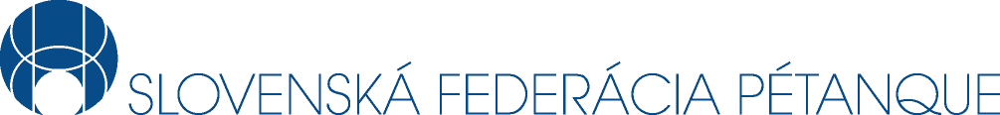 SLOVENSKÁ FEDERÁCIA PÉTANQUE